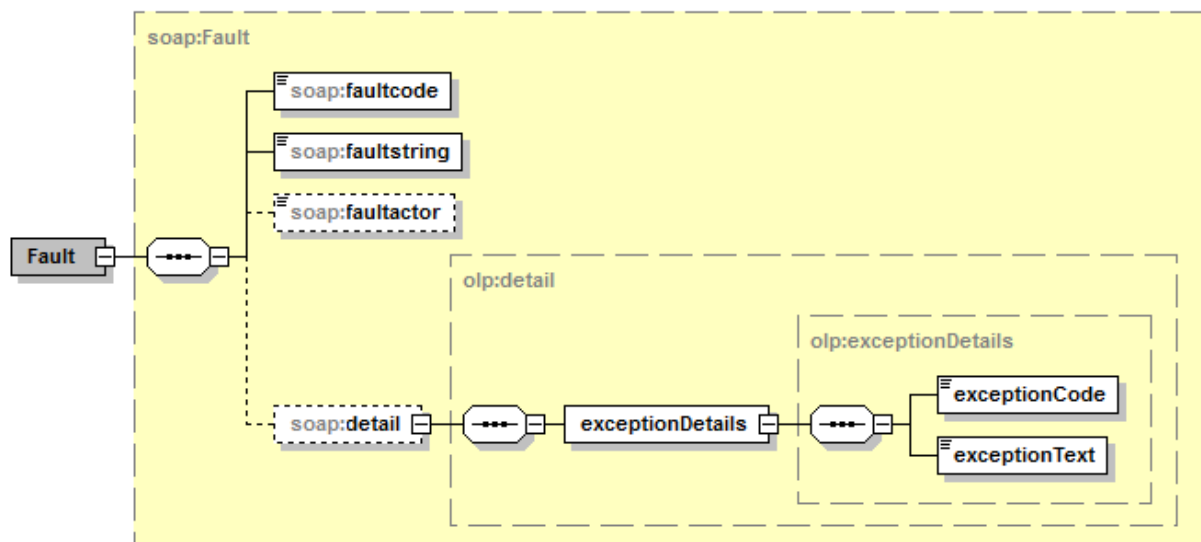 soap:Fault
soap:faultcode
soap:faultstring
soap:faultactor
Fault
olp:detail
olp:exceptionDetails
soap:detail
exceptionDetails
exceptionCode
exceptionText